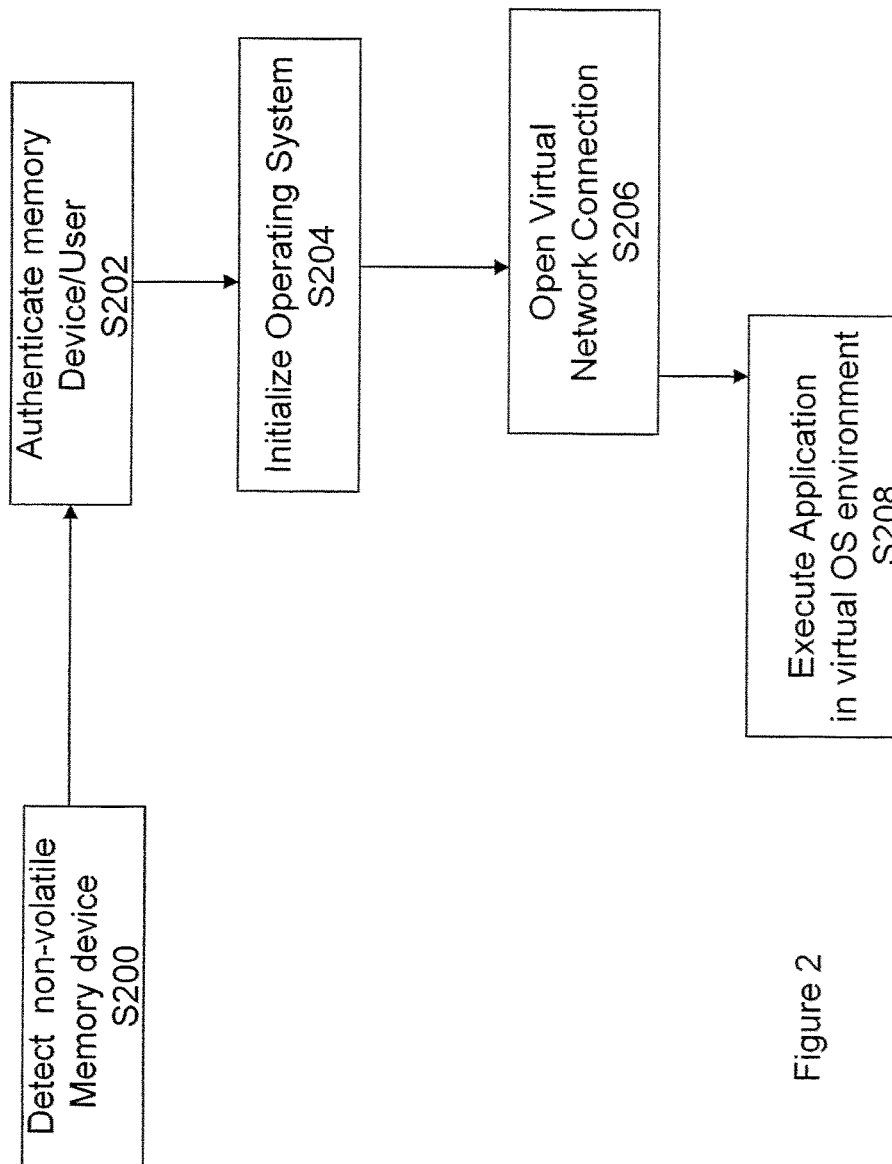 Detect non-volatile
Memory device
S200
Authenticate memory
Device/User
S202
Initialize Operating System
S204
Open Virtual
Network Connection
S206
Execute Application
in virtual OS environment
S208
Figure 2